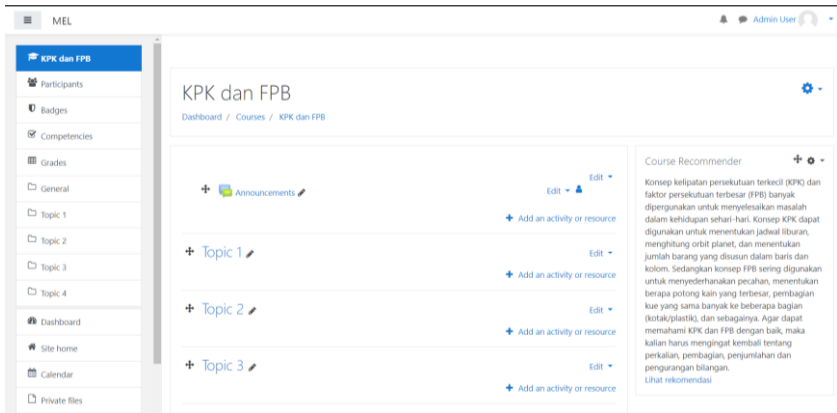 MEL
Admin User
KPK dan FPB
Participants
Badges
Competencies
Grades
General
Topic 1
Topic 2
Topic 3
Topic 4
Dashboard
Site home
Calendar
Private files
KPK dan FPB
Dashboard / Courses / KPK dan FPB
Edit
Announcements
Edit
Add an activity or resource
Topic 1
Edit
Add an activity or resource
Topic 2
Edit
Add an activity or resource
Topic 3
Edit
Add an activity or resource
Course Recommender
Konsep kelipatan persekutuan terkecil (KPK) dan
faktor persekutuan terbesar (FPB) banyak
dipergunakan untuk menyelesaikan masalah
dalam kehidupan sehari-hari. Konsep KPK dapat
digunakan untuk menentukan jadwal liburan,
menghitung orbit planet, dan menentukan
jumlah barang yang disusun dalam baris dan
kolom. Sedangkan konsep FPB sering digunakan
untuk menyederhanakan pecahan, menentukan
berapa potong kain yang terbesar, pembagian
kue yang sama banyak ke beberapa bagian
(kotak/plastik), dan sebagainya. Agar dapat
memahami KPK dan FPB dengan baik, maka
kalian harus mengingat kembali tentang
perkalian, pembagian, penjumlahan dan
pengurangan bilangan.
Lihat rekomendasi